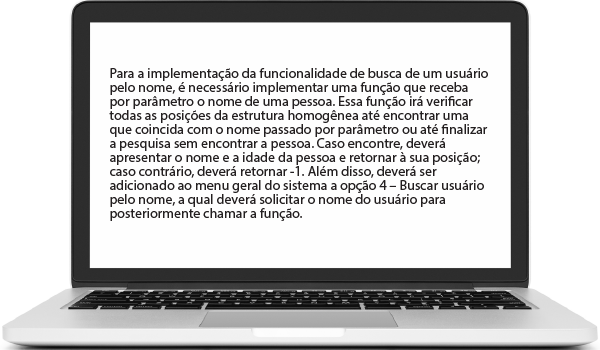 Para a implementação da funcionalidade de busca de um usuário
pelo nome, é necessário implementar uma função que receba
por parâmetro o nome de uma pessoa. Essa função irá verificar
todas as posições da estrutura homogênea até encontrar uma
que coincida com o nome passado por parâmetro ou até finalizar
a pesquisa sem encontrar a pessoa. Caso encontre, deverá
apresentar o nome e a idade da pessoa e retornar à sua posição;
caso contrário, deverá retornar -1. Além disso, deverá ser
adicionado ao menu geral do sistema a opção 4 – Buscar usuário
pelo nome, a qual deverá solicitar o nome do usuário para
posteriormente chamar a função.